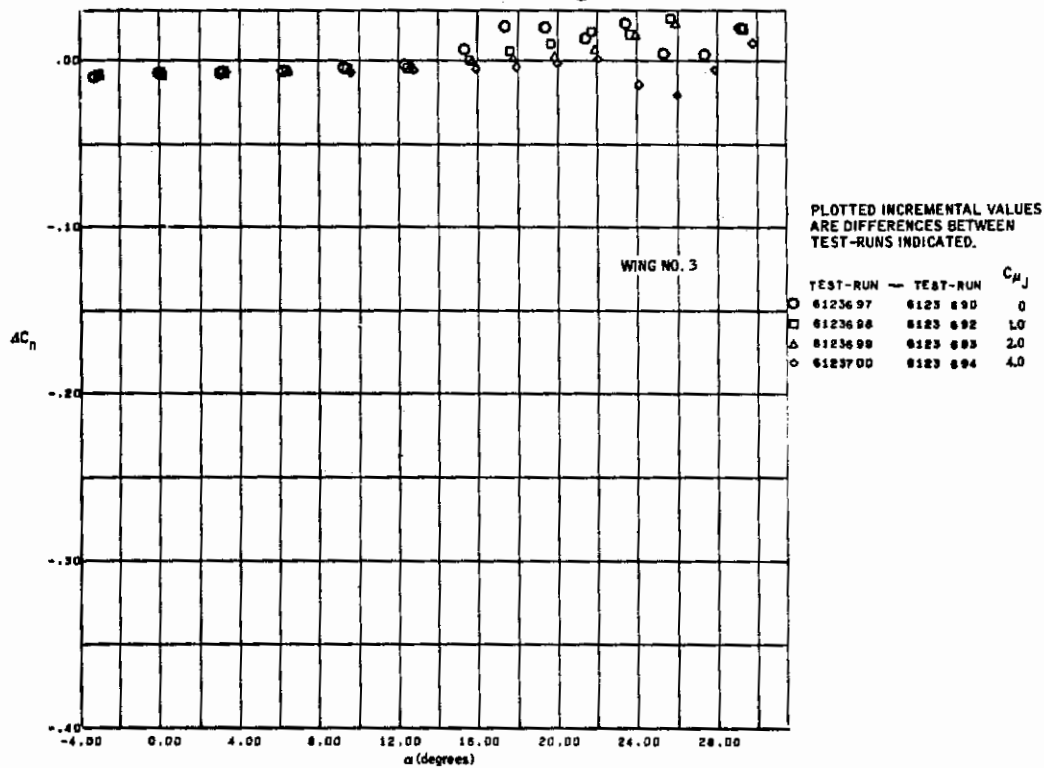 .00
-.10
-.20
-.30
-.40
ΔCn
-4.00 0.00 4.00 8.00 12.00 16.00 20.00 24.00 28.00
α (degrees)
WING NO. 3
PLOTTED INCREMENTAL VALUES
ARE DIFFERENCES BETWEEN
TEST-RUNS INDICATED.
TEST-RUN — TEST-RUN CμJ
6123697 6123 690 0
6123698 6123 692 1.0
6123699 6123 693 2.0
6123700 6123 694 4.0